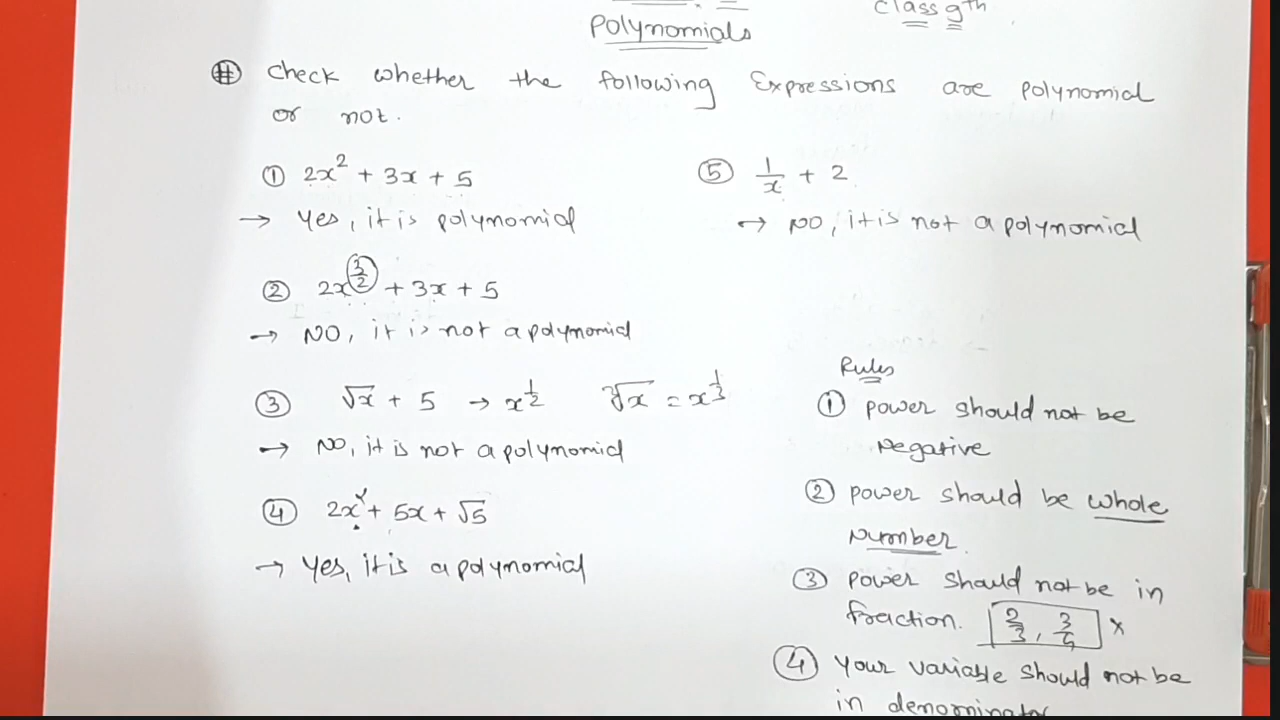 Polynomials
Class 9th
# Check whether the following Expressions are polynomial
or not.
① 2x² + 3x + 5
→ Yes, it is polynomial
② 2x^(3/2) + 3x + 5
→ NO, it is not a polynomial
③ √x + 5 → x^(1/2) ∛x = x^(1/3)
→ NO, it is not a polynomial
④ 2x² + 5x + √5
→ Yes, it is a polynomial
⑤ 1/x + 2
→ NO, it is not a polynomial
Rules
① power should not be
Negative
② power should be whole
Number.
③ power should not be in
fraction. 2/3, 3/5 ×
④ your variable should not be
in denominator